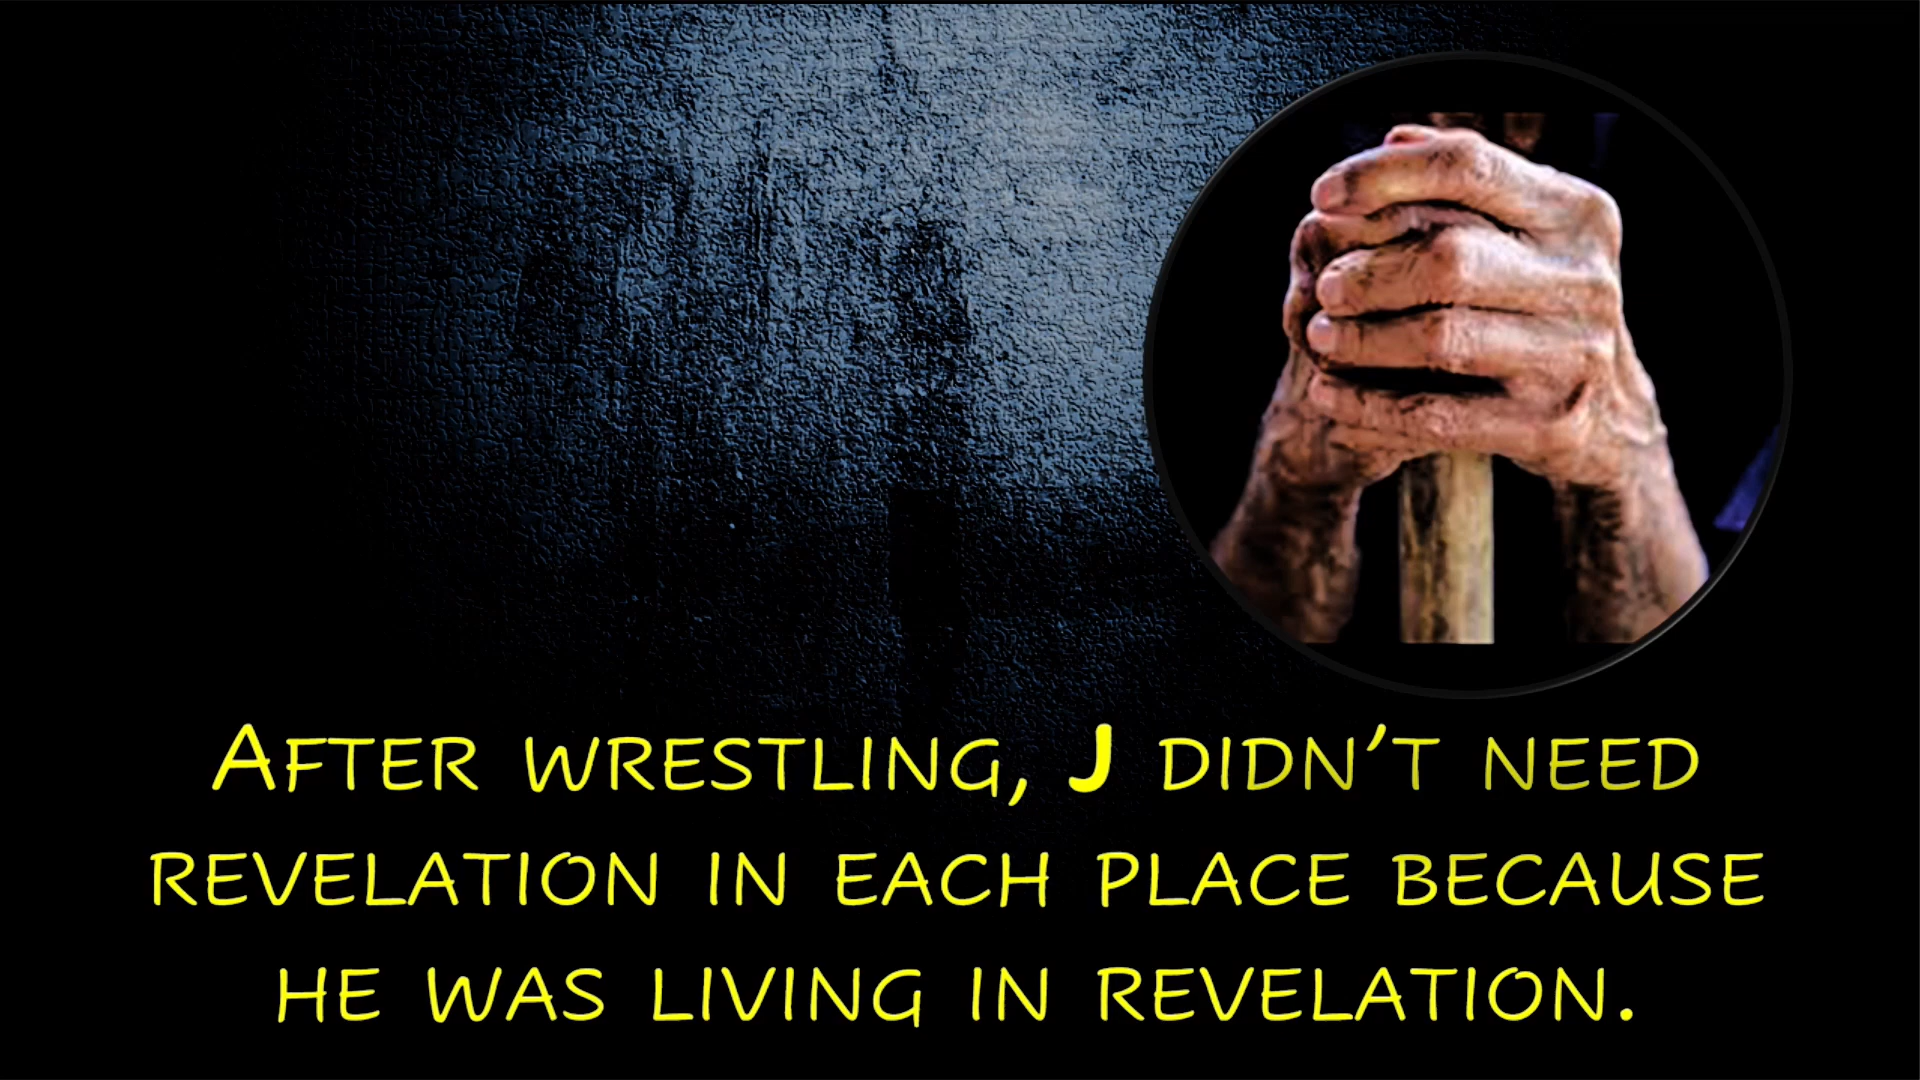 After wrestling, J didn’t need
revelation in each place because
he was living in revelation.